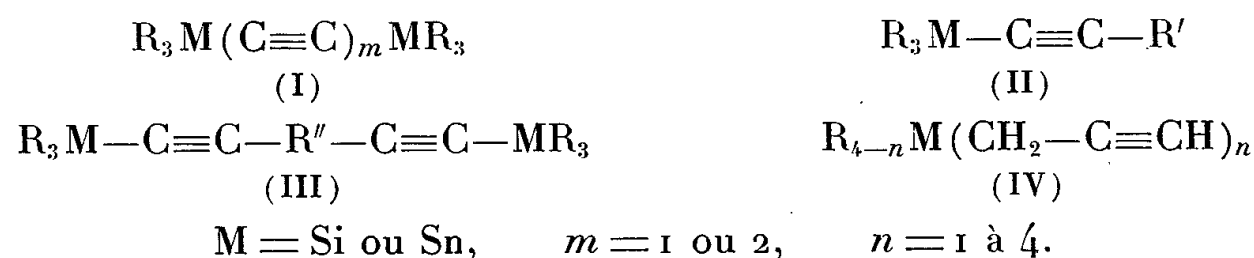 R₃M(C≡C)ₘMR₃ R₃M—C≡C—R′
(I) (II)
R₃M—C≡C—R″—C≡C—MR₃ R₄₋ₙM(CH₂—C≡CH)ₙ
(III) (IV)
M = Si ou Sn, m = 1 ou 2, n = 1 à 4.